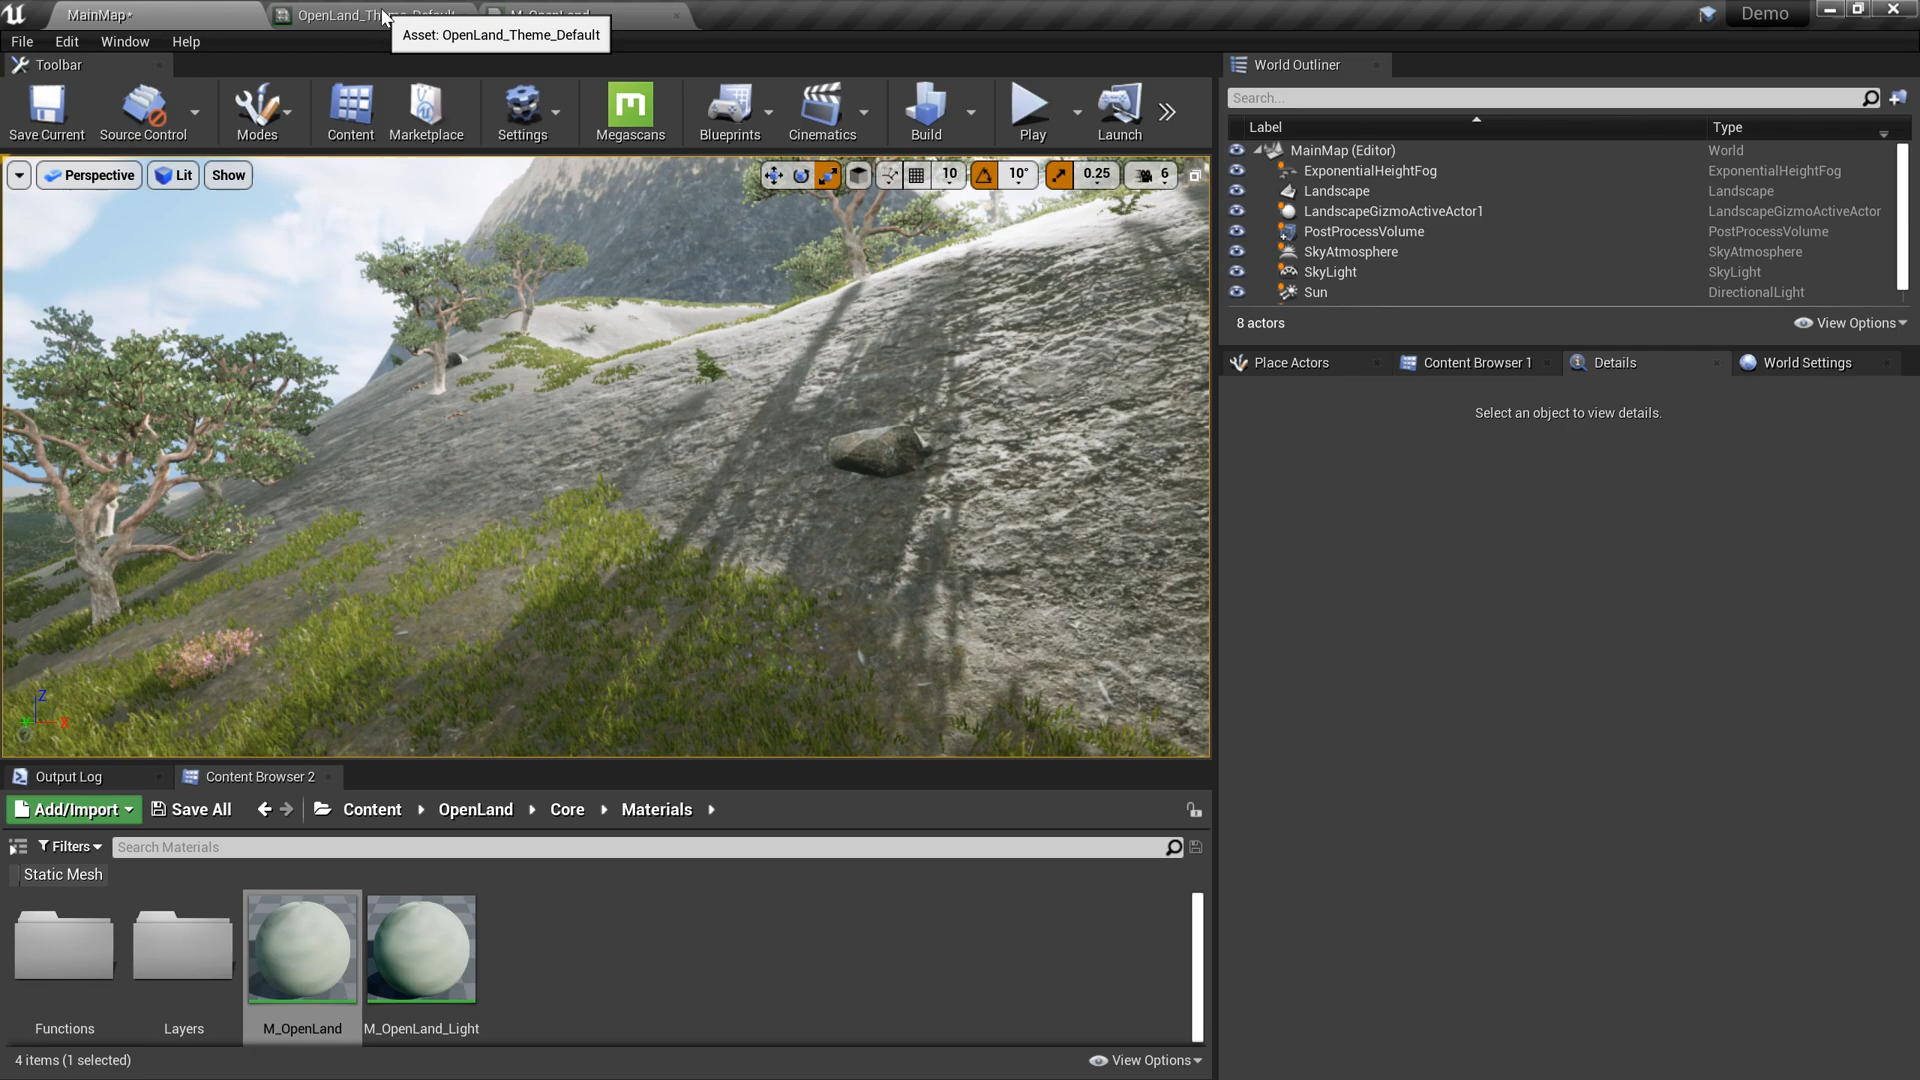 MainMap*
OpenLand_Theme_Default
M_OpenLand
Demo
Asset: OpenLand_Theme_Default
File Edit Window Help
Toolbar
Save Current
Source Control
Modes
Content
Marketplace
Settings
Megascans
Blueprints
Cinematics
Build
Play
Launch
Perspective
Lit
Show
10
10°
0.25
6
Z
X
World Outliner
Search...
Label
Type
MainMap (Editor) World
ExponentialHeightFog ExponentialHeightFog
Landscape Landscape
LandscapeGizmoActiveActor1 LandscapeGizmoActiveActor
PostProcessVolume PostProcessVolume
SkyAtmosphere SkyAtmosphere
SkyLight SkyLight
Sun DirectionalLight
8 actors
View Options
Place Actors
Content Browser 1
Details
World Settings
Select an object to view details.
Output Log
Content Browser 2
Add/Import
Save All
Content
OpenLand
Core
Materials
Filters
Search Materials
Static Mesh
Functions
Layers
M_OpenLand
M_OpenLand_Light
4 items (1 selected)
View Options